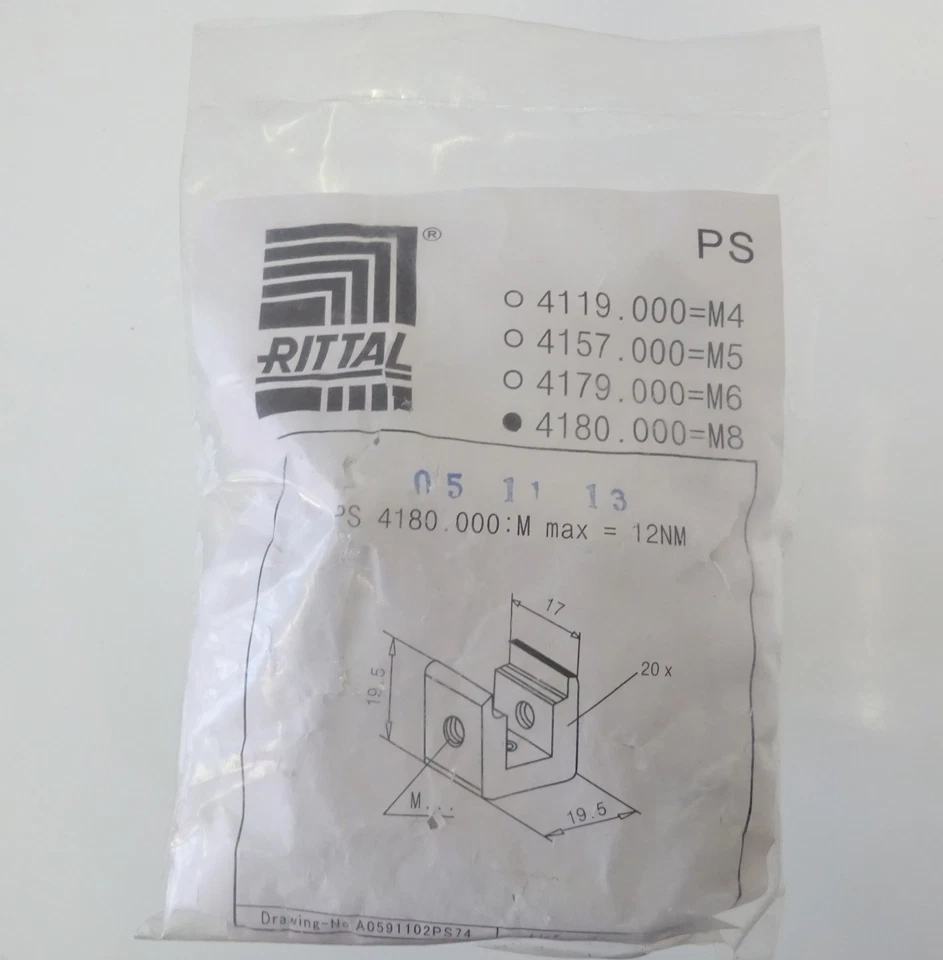 ®
PS
RITTAL
○ 4119.000=M4
○ 4157.000=M5
○ 4179.000=M6
● 4180.000=M8
05 11 13
PS 4180.000:M max = 12NM
17
19.5
20 x
M...
19.5
Drawing-No A0591102PS74